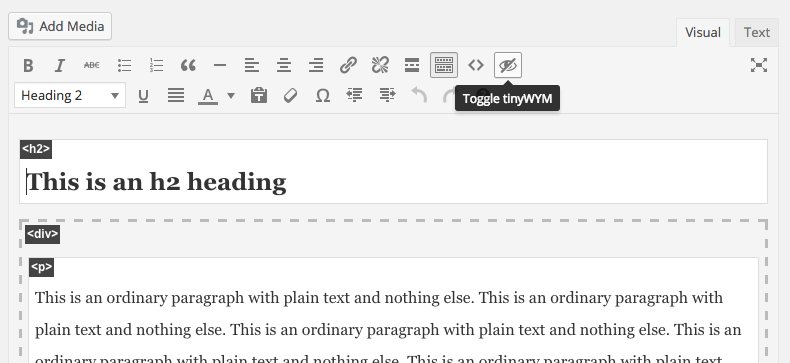 Add Media
Visual Text
B I ABC
Heading 2 U A Ω
Toggle tinyWYM
<h2>
This is an h2 heading
<div>
<p>
This is an ordinary paragraph with plain text and nothing else. This is an ordinary paragraph with
plain text and nothing else. This is an ordinary paragraph with plain text and nothing else. This is an
ordinary paragraph with plain text and nothing else. This is an ordinary paragraph with plain text